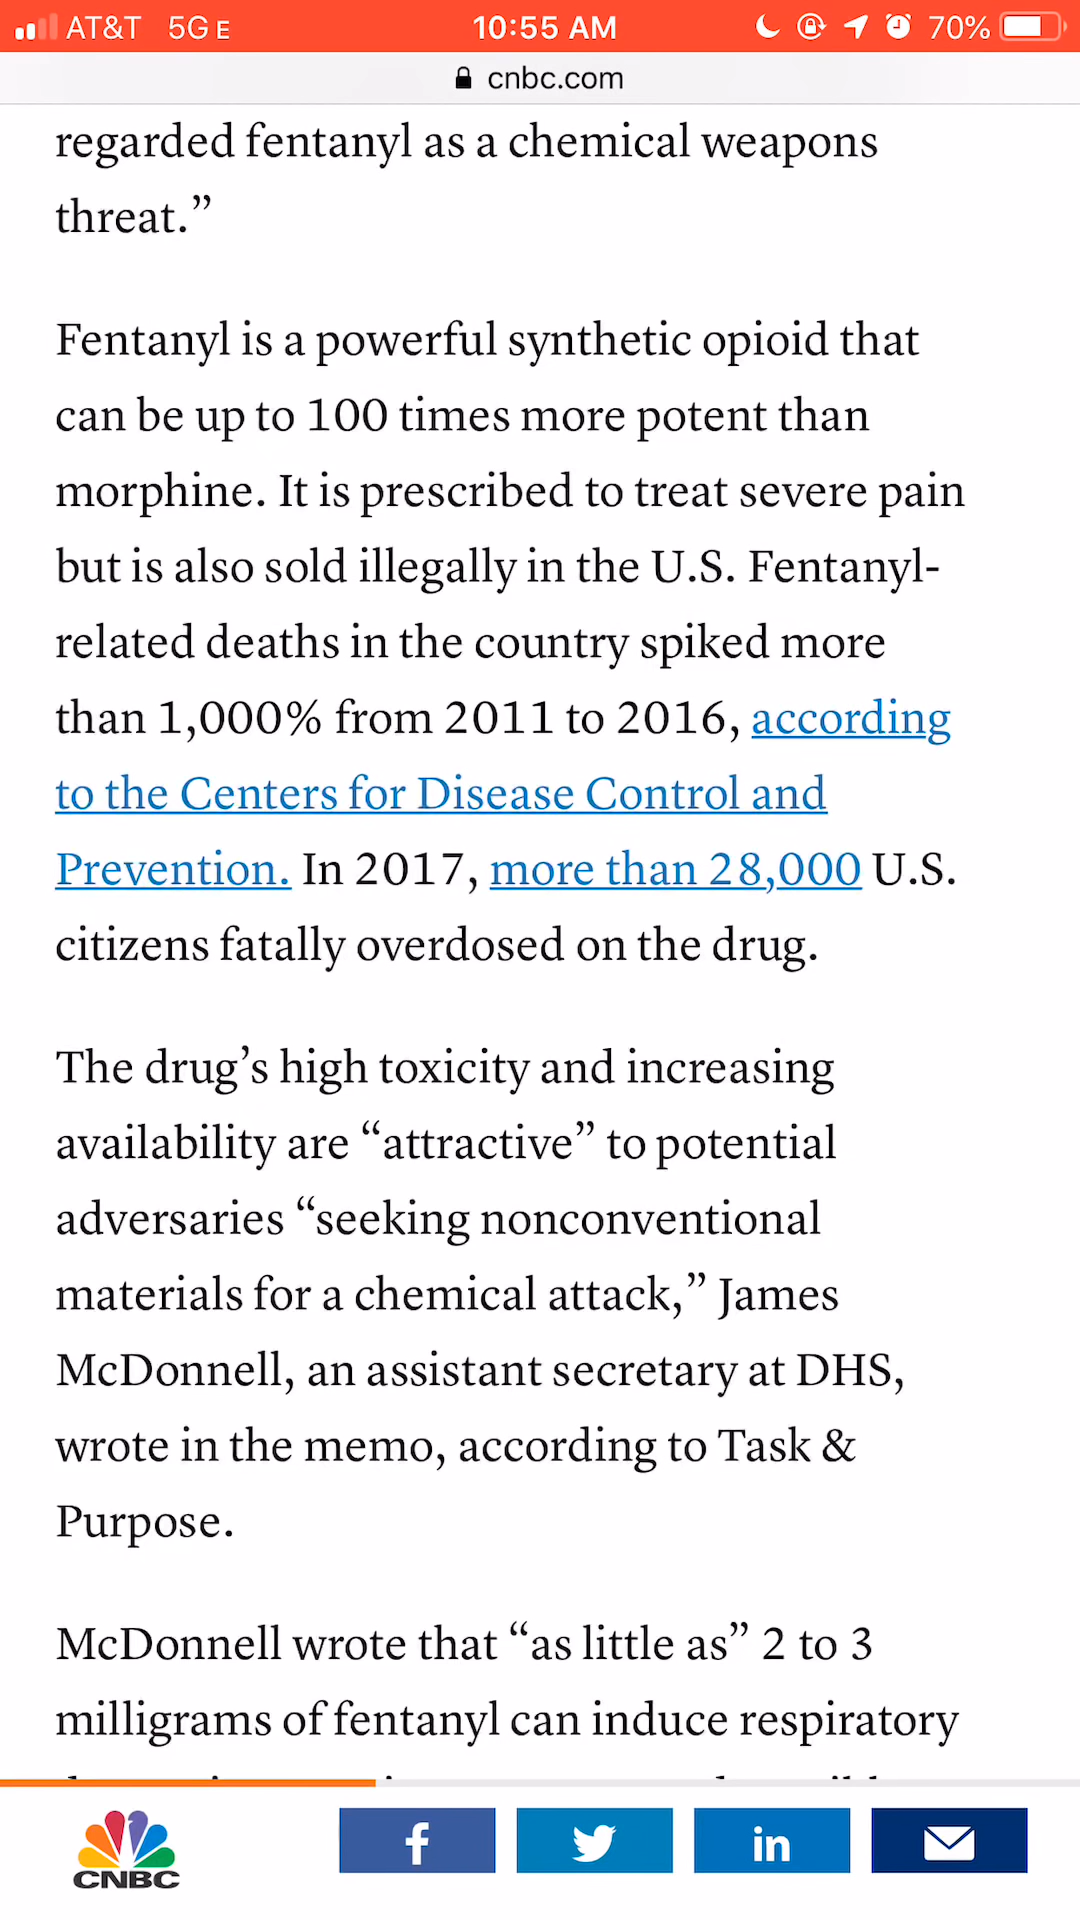 AT&T 5G E 10:55 AM 70%
cnbc.com
regarded fentanyl as a chemical weapons
threat.”
Fentanyl is a powerful synthetic opioid that
can be up to 100 times more potent than
morphine. It is prescribed to treat severe pain
but is also sold illegally in the U.S. Fentanyl-
related deaths in the country spiked more
than 1,000% from 2011 to 2016, according
to the Centers for Disease Control and
Prevention. In 2017, more than 28,000 U.S.
citizens fatally overdosed on the drug.
The drug’s high toxicity and increasing
availability are “attractive” to potential
adversaries “seeking nonconventional
materials for a chemical attack,” James
McDonnell, an assistant secretary at DHS,
wrote in the memo, according to Task &
Purpose.
McDonnell wrote that “as little as” 2 to 3
milligrams of fentanyl can induce respiratory
CNBC f in